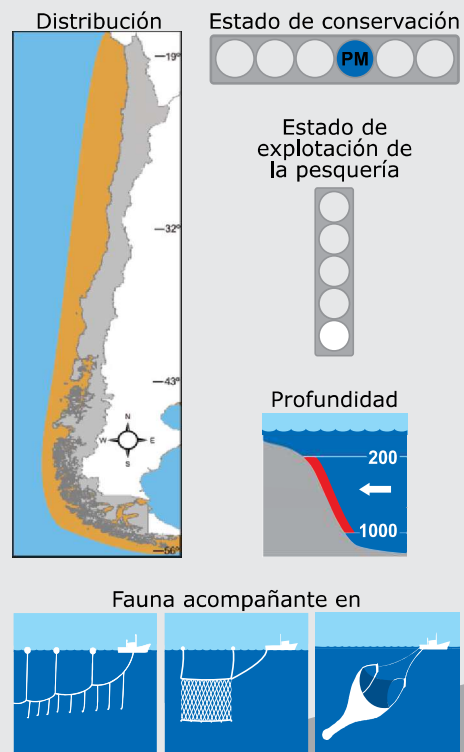 Distribución
Estado de conservación
PM
Estado de
explotación de
la pesquería
—19°
—32°
—43°
N
W E
S
—56°
Profundidad
200
1000
Fauna acompañante en